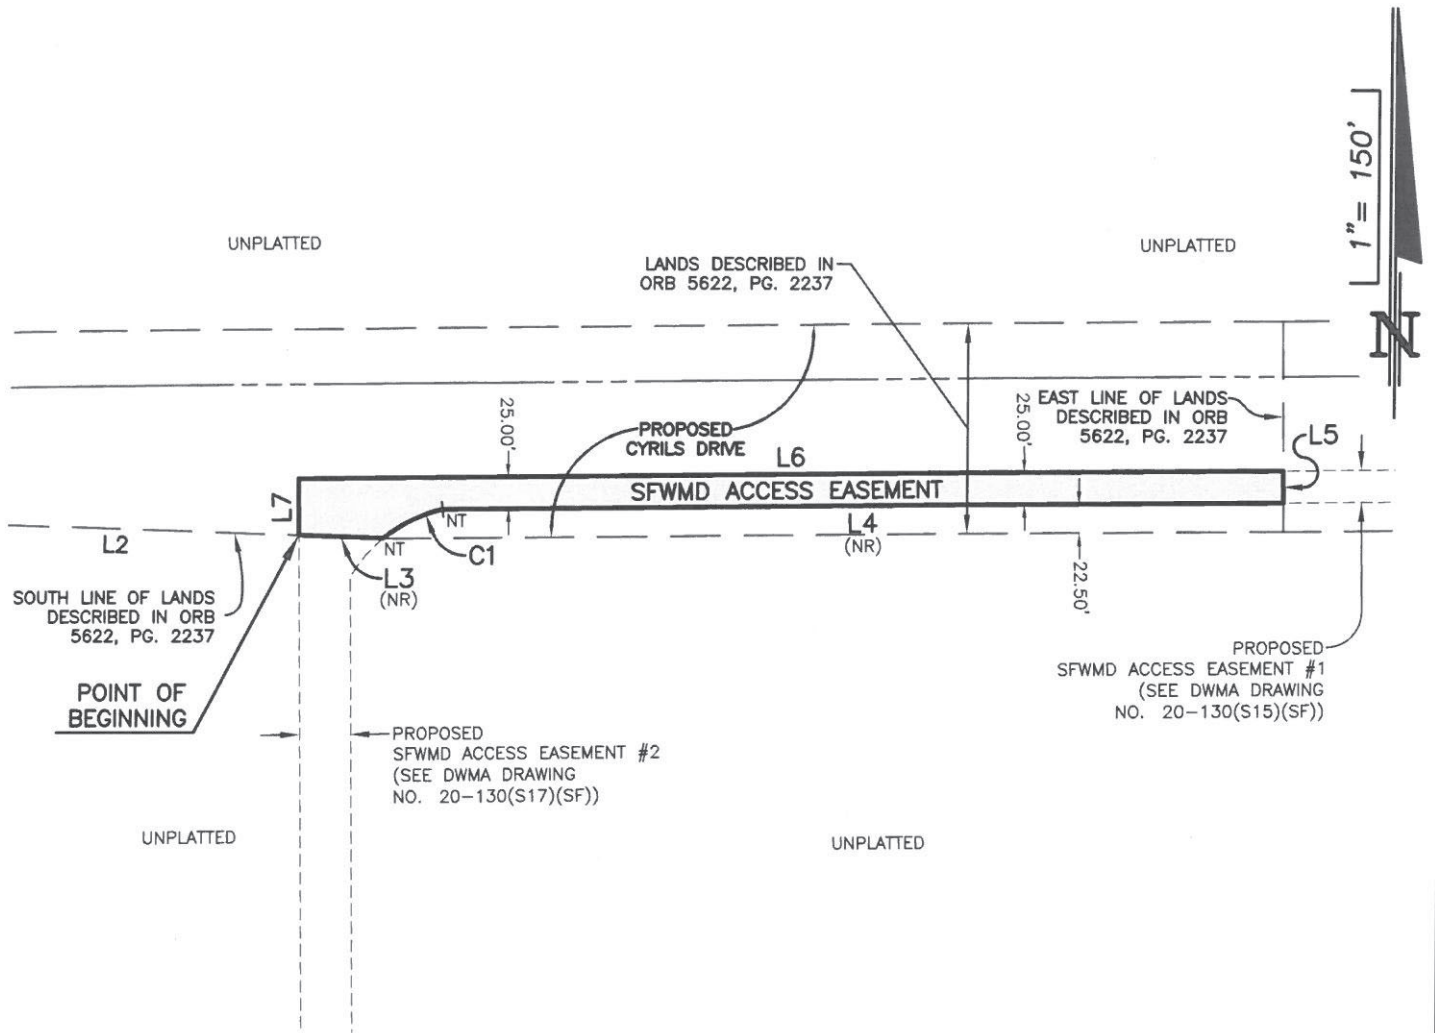 1"= 150'
N
UNPLATTED
UNPLATTED
LANDS DESCRIBED IN
ORB 5622, PG. 2237
25.00'
25.00'
EAST LINE OF LANDS
DESCRIBED IN ORB
5622, PG. 2237
PROPOSED
CYRILS DRIVE
L6
L5
L7
SFWMD ACCESS EASEMENT
NT
L4
(NR)
L2
NT
C1
L3
(NR)
22.50'
SOUTH LINE OF LANDS
DESCRIBED IN ORB
5622, PG. 2237
POINT OF
BEGINNING
PROPOSED
SFWMD ACCESS EASEMENT #1
(SEE DWMA DRAWING
NO. 20-130(S15)(SF))
PROPOSED
SFWMD ACCESS EASEMENT #2
(SEE DWMA DRAWING
NO. 20-130(S17)(SF))
UNPLATTED
UNPLATTED